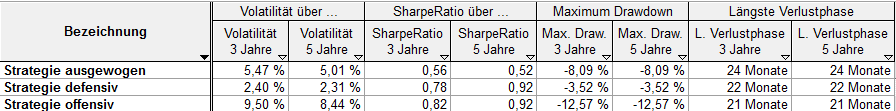 Volatilität über ... SharpeRatio über ... Maximum Drawdown Längste Verlustphase
Bezeichnung Volatilität Volatilität SharpeRatio SharpeRatio Max. Draw. Max. Draw. L. Verlustphase L. Verlustphase
3 Jahre 5 Jahre 3 Jahre 5 Jahre 3 Jahre 5 Jahre 3 Jahre 5 Jahre
Strategie ausgewogen 5,47 % 5,01 % 0,56 0,52 -8,09 % -8,09 % 24 Monate 24 Monate
Strategie defensiv 2,40 % 2,31 % 0,78 0,92 -3,52 % -3,52 % 22 Monate 22 Monate
Strategie offensiv 9,50 % 8,44 % 0,82 0,92 -12,57 % -12,57 % 21 Monate 21 Monate